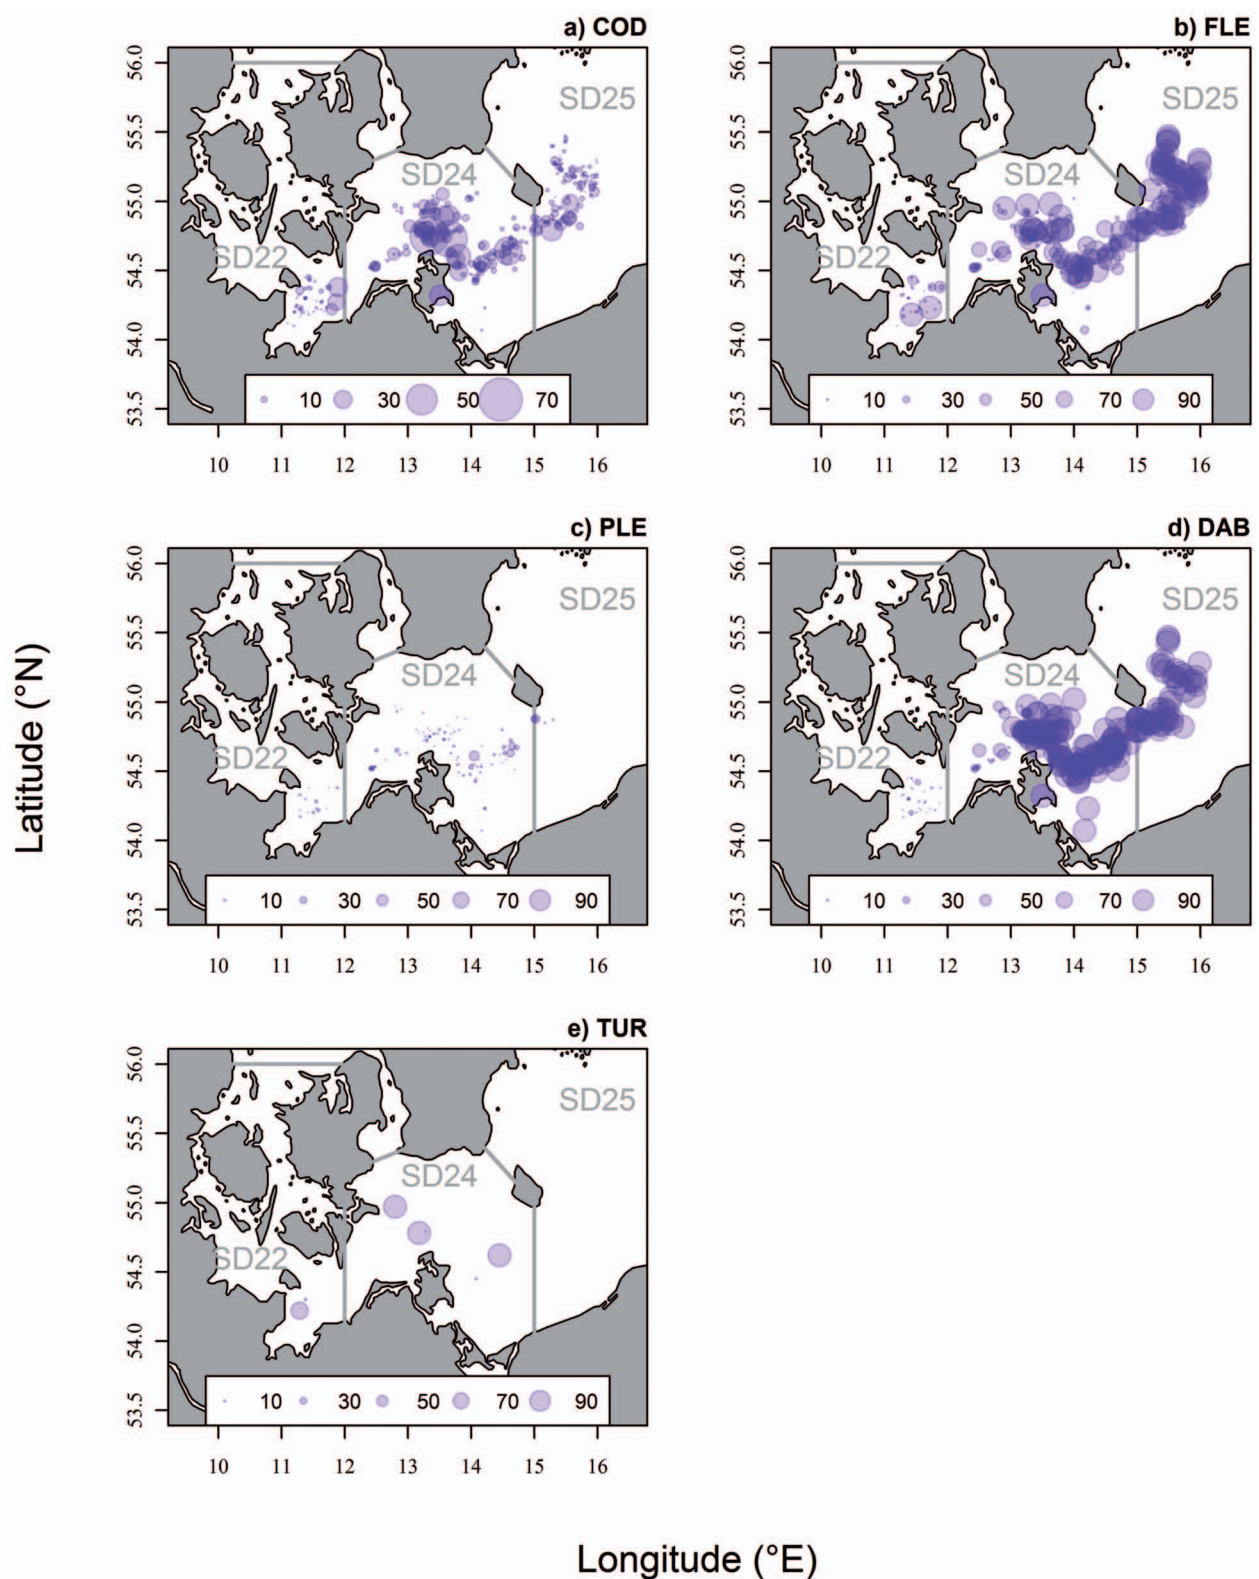 a) COD
56.0
55.5
55.0
54.5
54.0
53.5
SD25
SD24
SD22
10 30 50 70
10 11 12 13 14 15 16
b) FLE
56.0
55.5
55.0
54.5
54.0
53.5
SD25
SD24
SD22
10 30 50 70 90
10 11 12 13 14 15 16
c) PLE
56.0
55.5
55.0
54.5
54.0
53.5
SD25
SD24
SD22
10 30 50 70 90
10 11 12 13 14 15 16
d) DAB
56.0
55.5
55.0
54.5
54.0
53.5
SD25
SD24
SD22
10 30 50 70 90
10 11 12 13 14 15 16
Latitude (°N)
e) TUR
56.0
55.5
55.0
54.5
54.0
53.5
SD25
SD24
SD22
10 30 50 70 90
10 11 12 13 14 15 16
Longitude (°E)